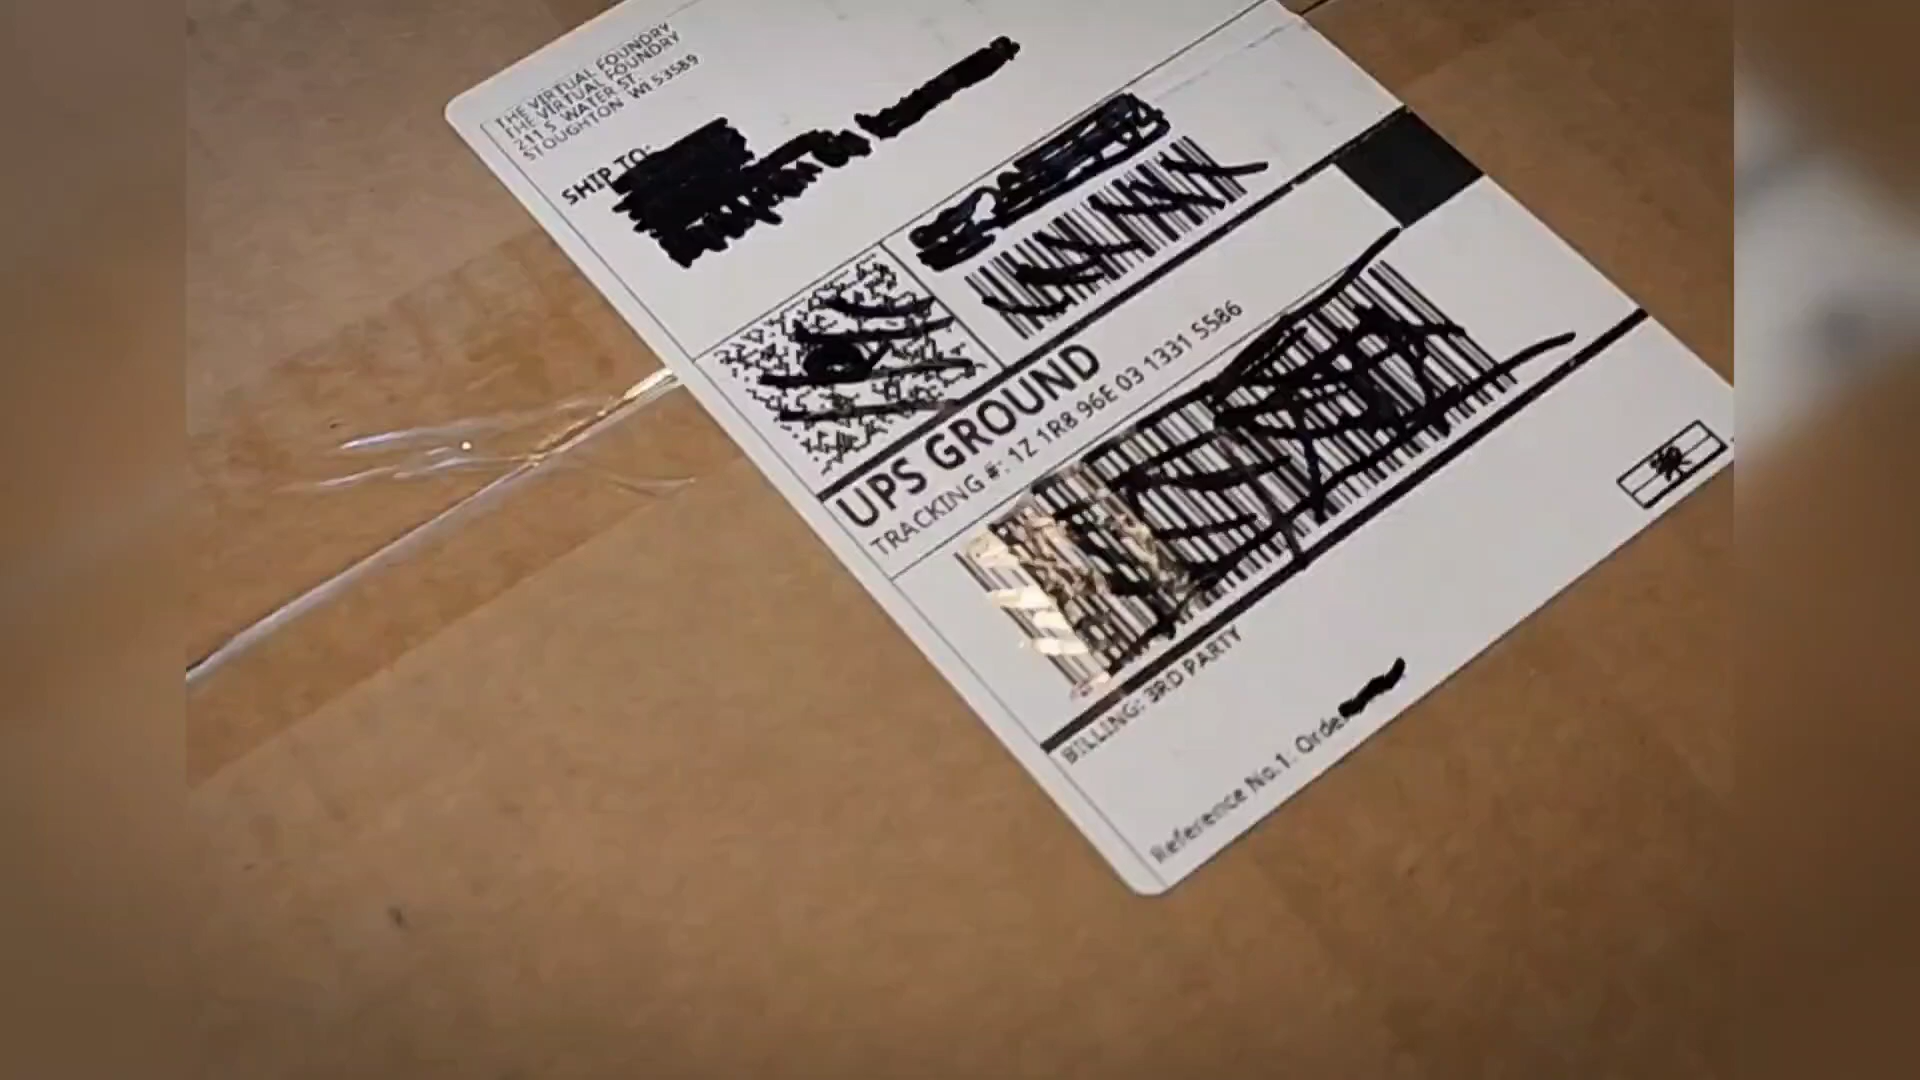 THE VIRTUAL FOUNDRY
THE VIRTUAL FOUNDRY
211 S WATER ST
STOUGHTON WI 53589
SHIP TO:
UPS GROUND
TRACKING #: 1Z 1R8 96E 03 1331 5586
BILLING: 3RD PARTY
Reference No.1: Order